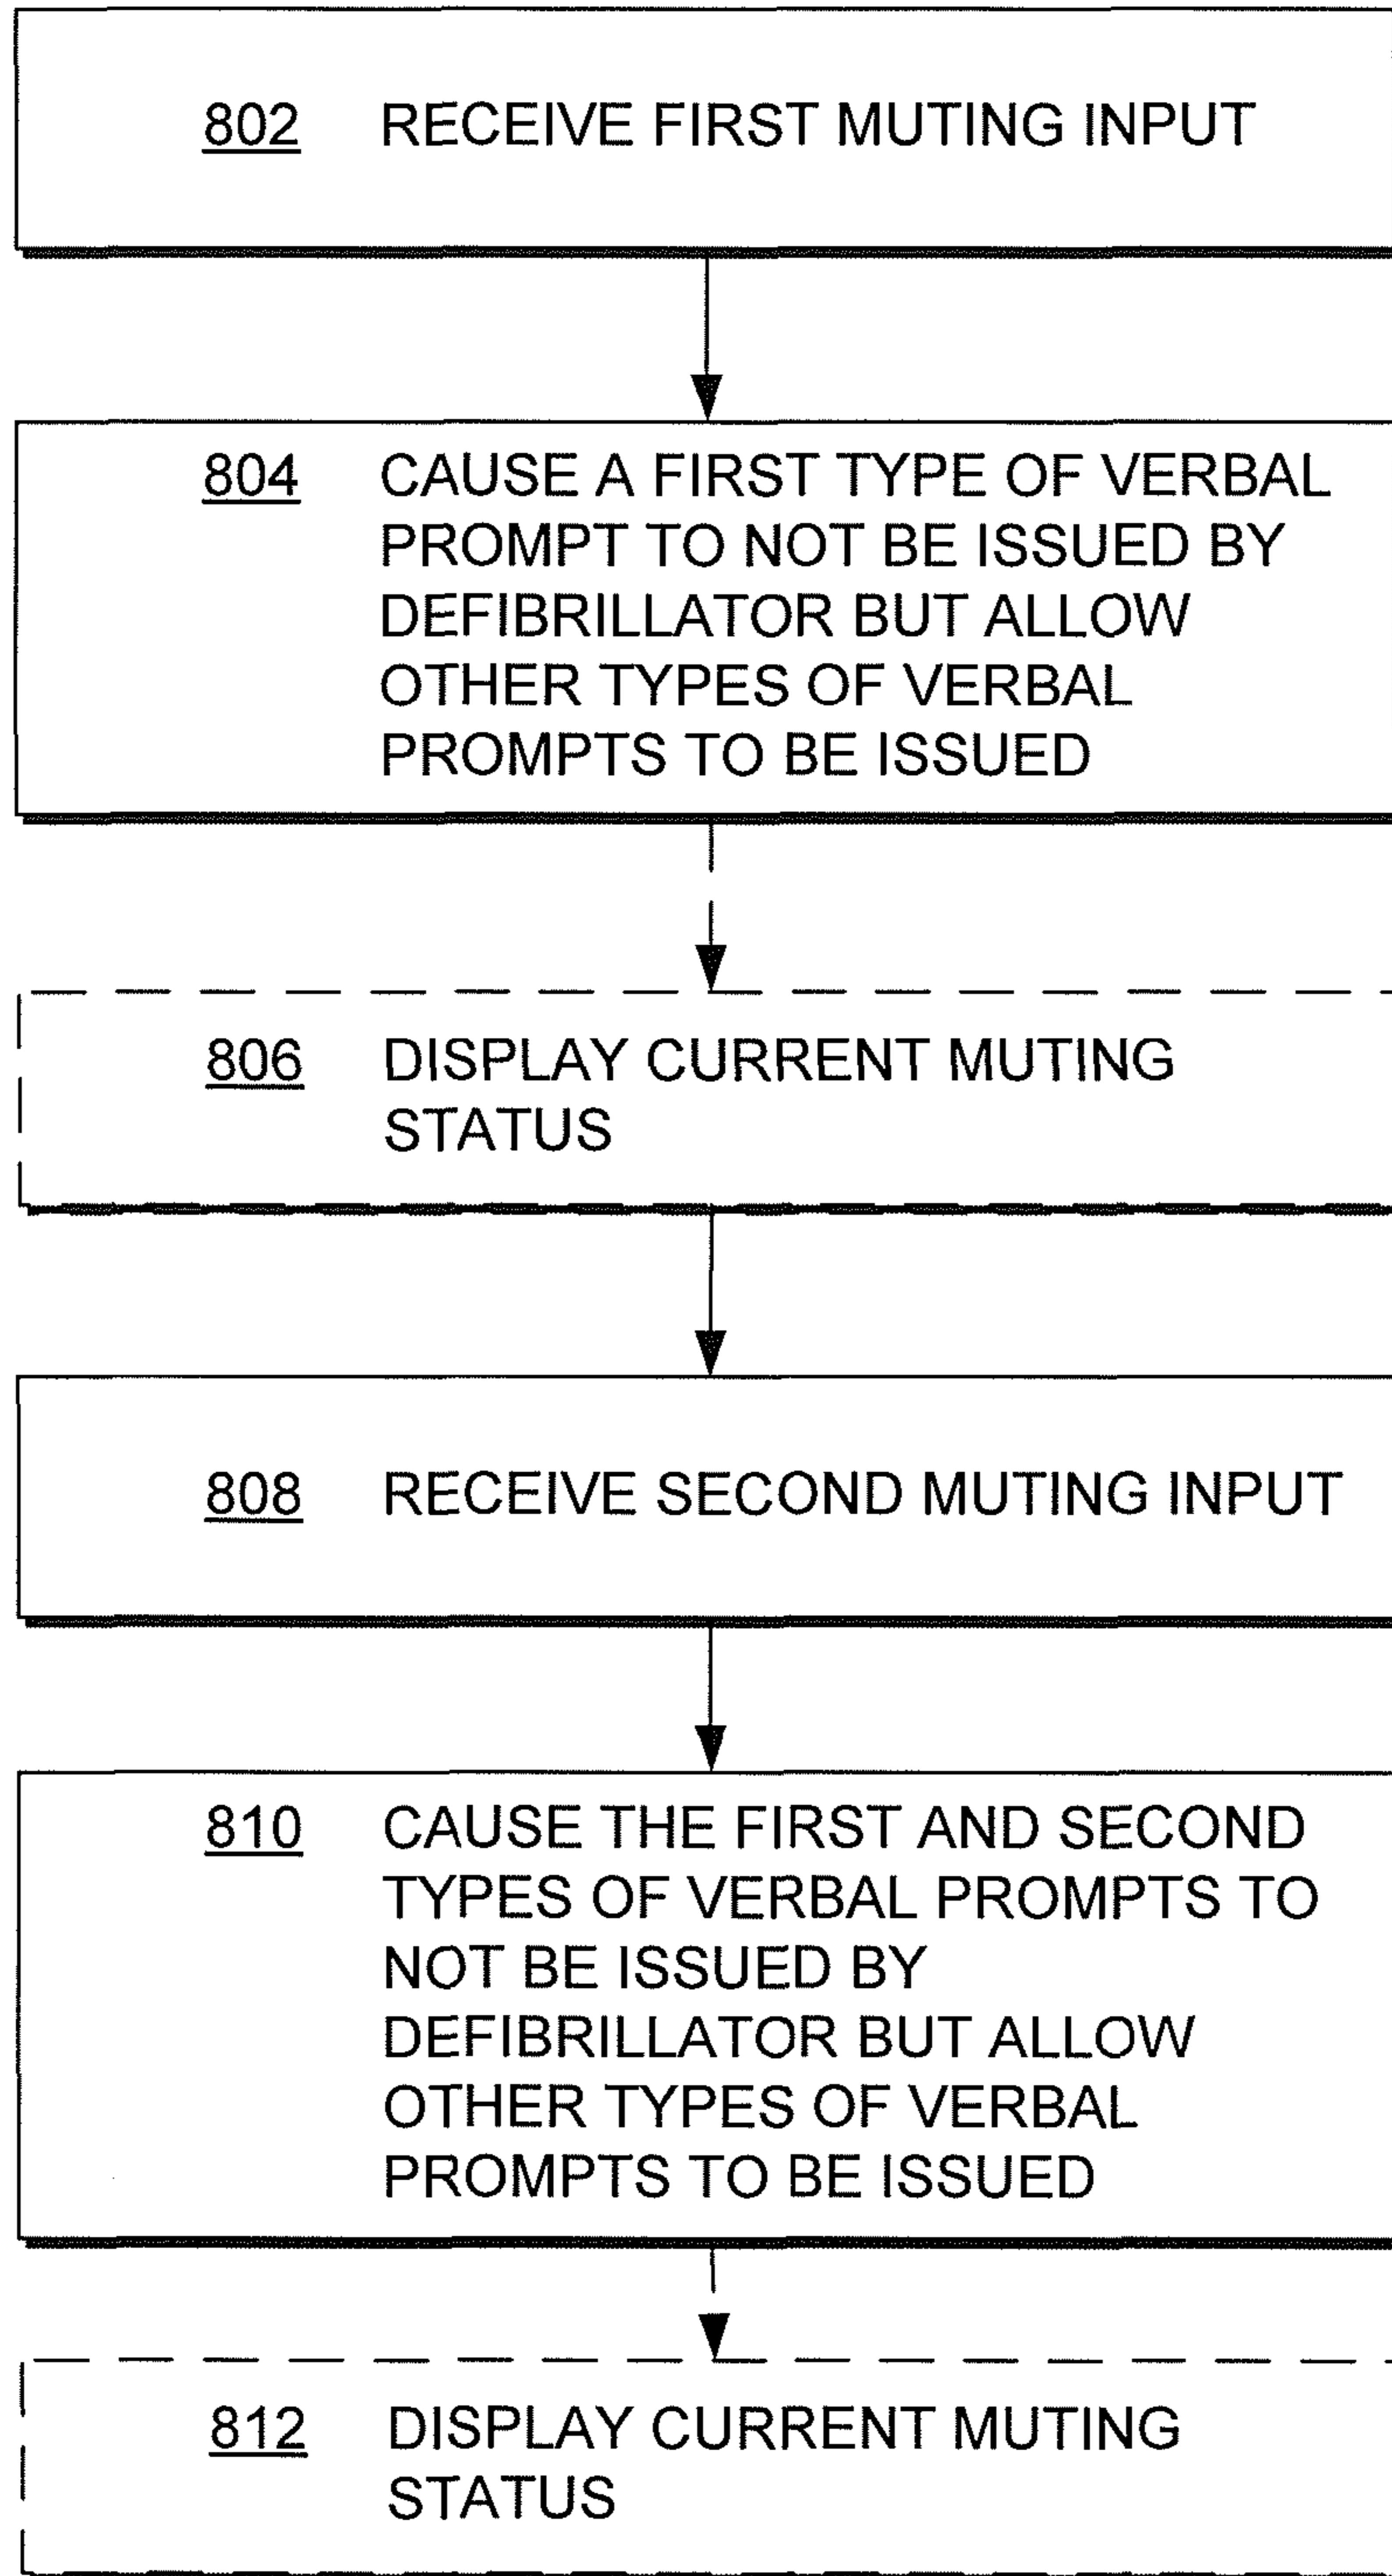 802 RECEIVE FIRST MUTING INPUT
804 CAUSE A FIRST TYPE OF VERBAL
PROMPT TO NOT BE ISSUED BY
DEFIBRILLATOR BUT ALLOW
OTHER TYPES OF VERBAL
PROMPTS TO BE ISSUED
806 DISPLAY CURRENT MUTING
STATUS
808 RECEIVE SECOND MUTING INPUT
810 CAUSE THE FIRST AND SECOND
TYPES OF VERBAL PROMPTS TO
NOT BE ISSUED BY
DEFIBRILLATOR BUT ALLOW
OTHER TYPES OF VERBAL
PROMPTS TO BE ISSUED
812 DISPLAY CURRENT MUTING
STATUS